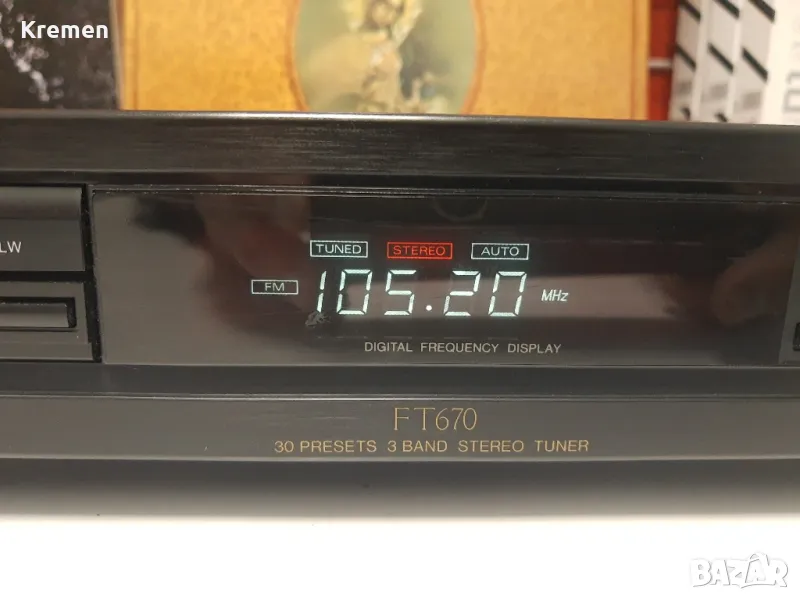 Kremen
LW
TUNED STEREO AUTO
FM 105.20 MHz
DIGITAL FREQUENCY DISPLAY
FT670
30 PRESETS 3 BAND STEREO TUNER
BAZAR